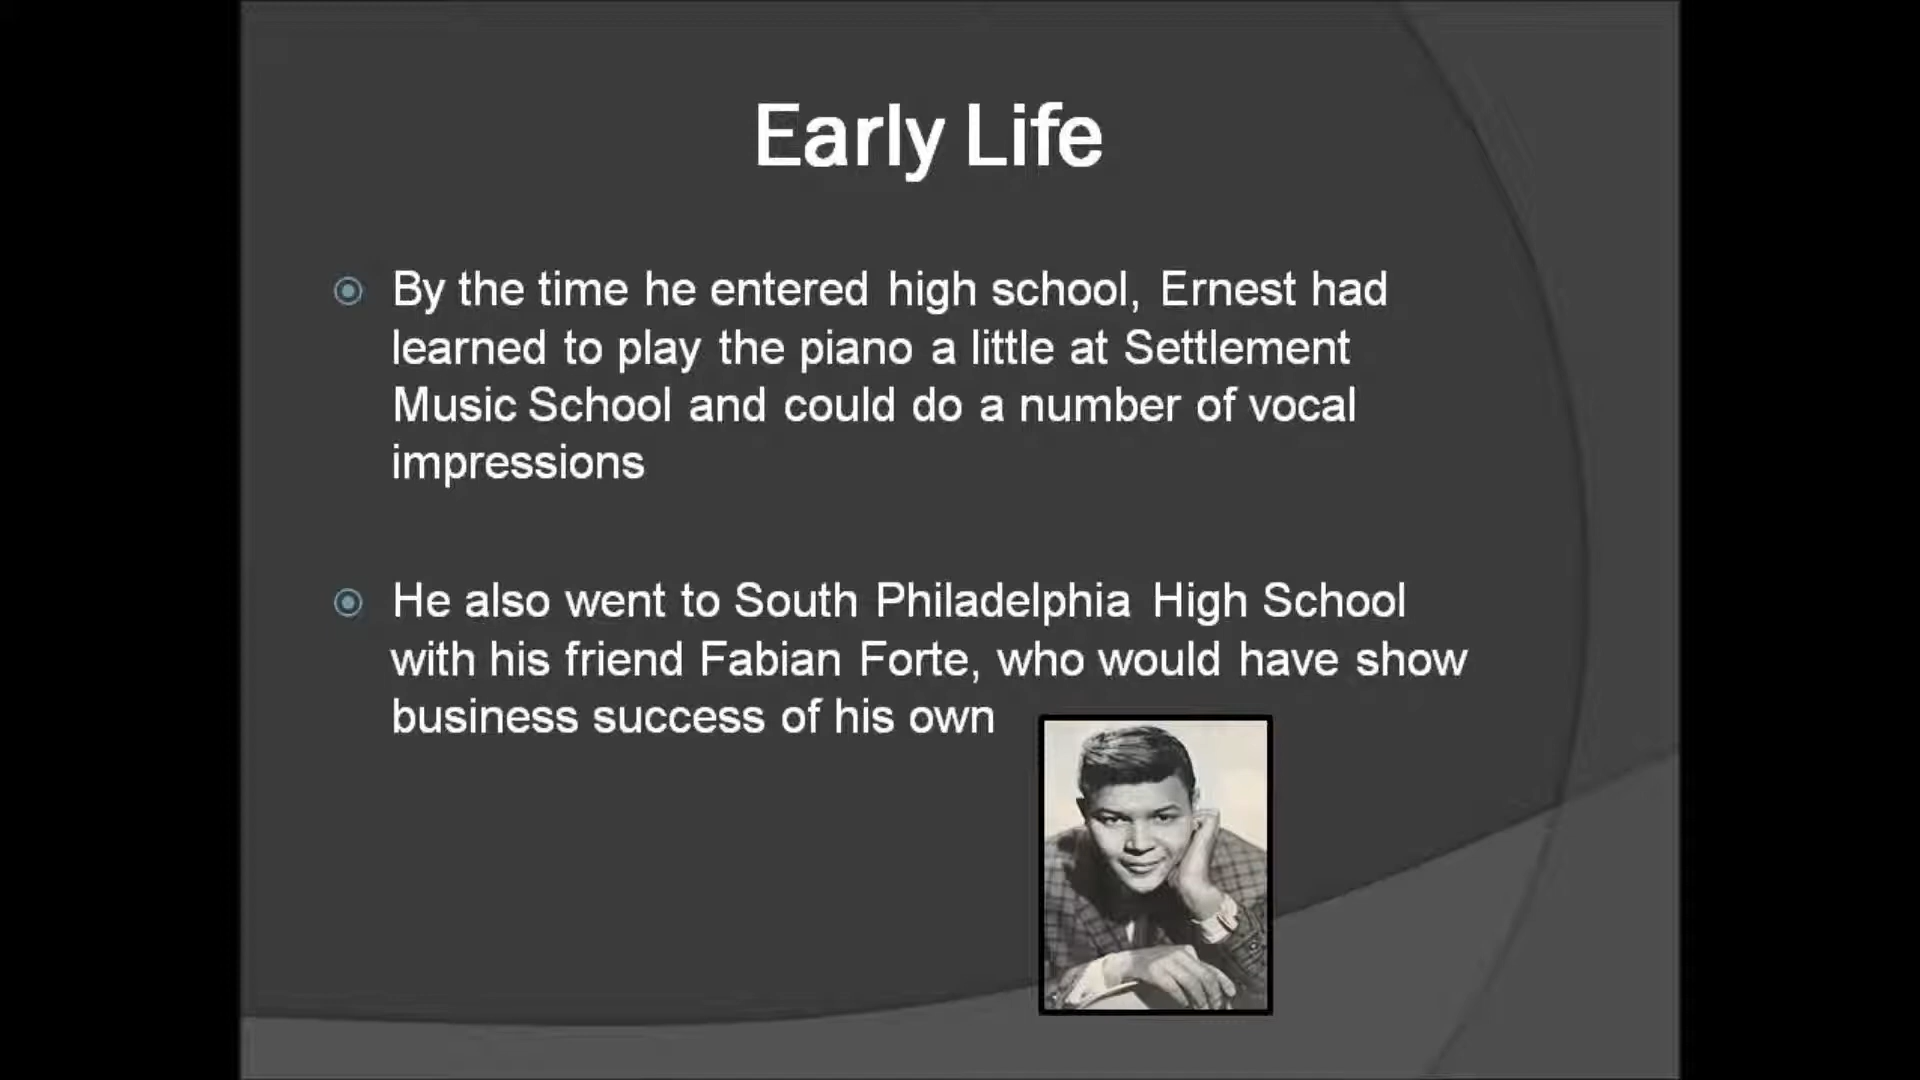 Early Life
By the time he entered high school, Ernest had
learned to play the piano a little at Settlement
Music School and could do a number of vocal
impressions
He also went to South Philadelphia High School
with his friend Fabian Forte, who would have show
business success of his own